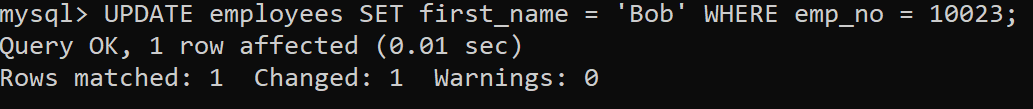 mysql> UPDATE employees SET first_name = 'Bob' WHERE emp_no = 10023;
Query OK, 1 row affected (0.01 sec)
Rows matched: 1  Changed: 1  Warnings: 0